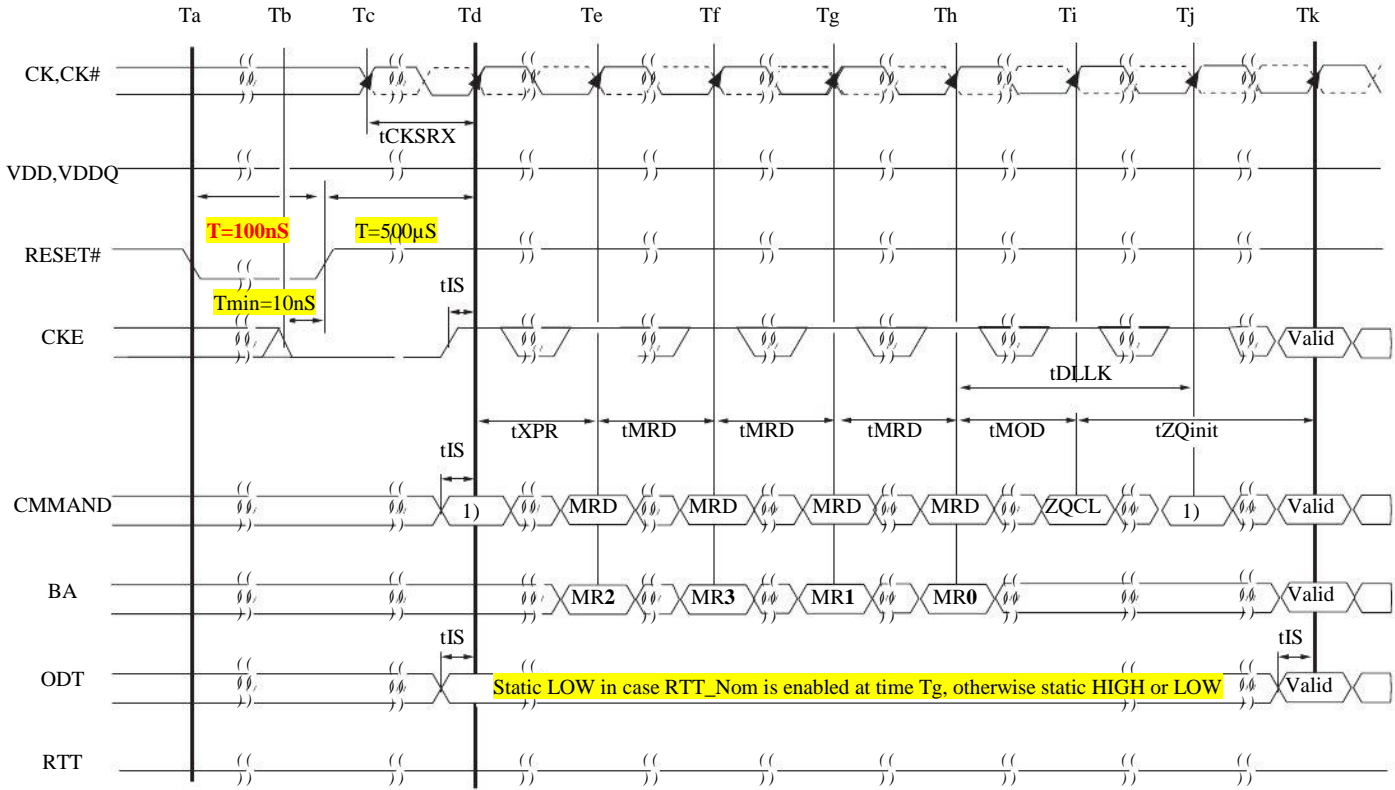 Ta Tb Tc Td Te Tf Tg Th Ti Tj Tk
CK,CK#
tCKSRX
VDD,VDDQ
T=100nS T=500µS
RESET#
Tmin=10nS tIS
CKE Valid
tDLLK
tXPR tMRD tMRD tMRD tMOD tZQinit
tIS
CMMAND 1) MRD MRD MRD MRD ZQCL 1) Valid
BA MR2 MR3 MR1 MR0 Valid
tIS tIS
ODT Static LOW in case RTT_Nom is enabled at time Tg, otherwise static HIGH or LOW Valid
RTT